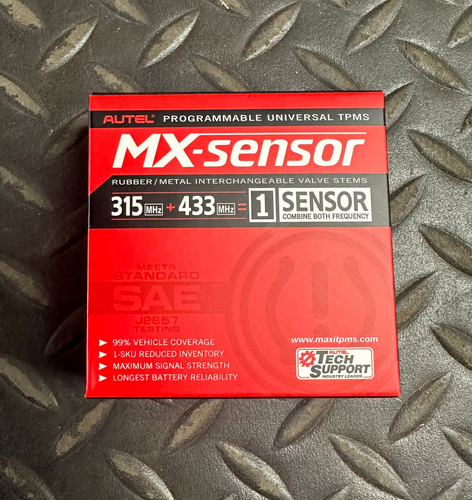 AUTEL® PROGRAMMABLE UNIVERSAL TPMS
MX-sensor
RUBBER/METAL INTERCHANGEABLE VALVE STEMS
315 MHz + 433 MHz = 1 SENSOR
COMBINE BOTH FREQUENCY
MEETS
STANDARD
SAE
J2657
TESTING
99% VEHICLE COVERAGE
1-SKU REDUCED INVENTORY
MAXIMUM SIGNAL STRENGTH
LONGEST BATTERY RELIABILITY
www.maxitpms.com
AUTEL
TECH
SUPPORT
INDUSTRY LEADER